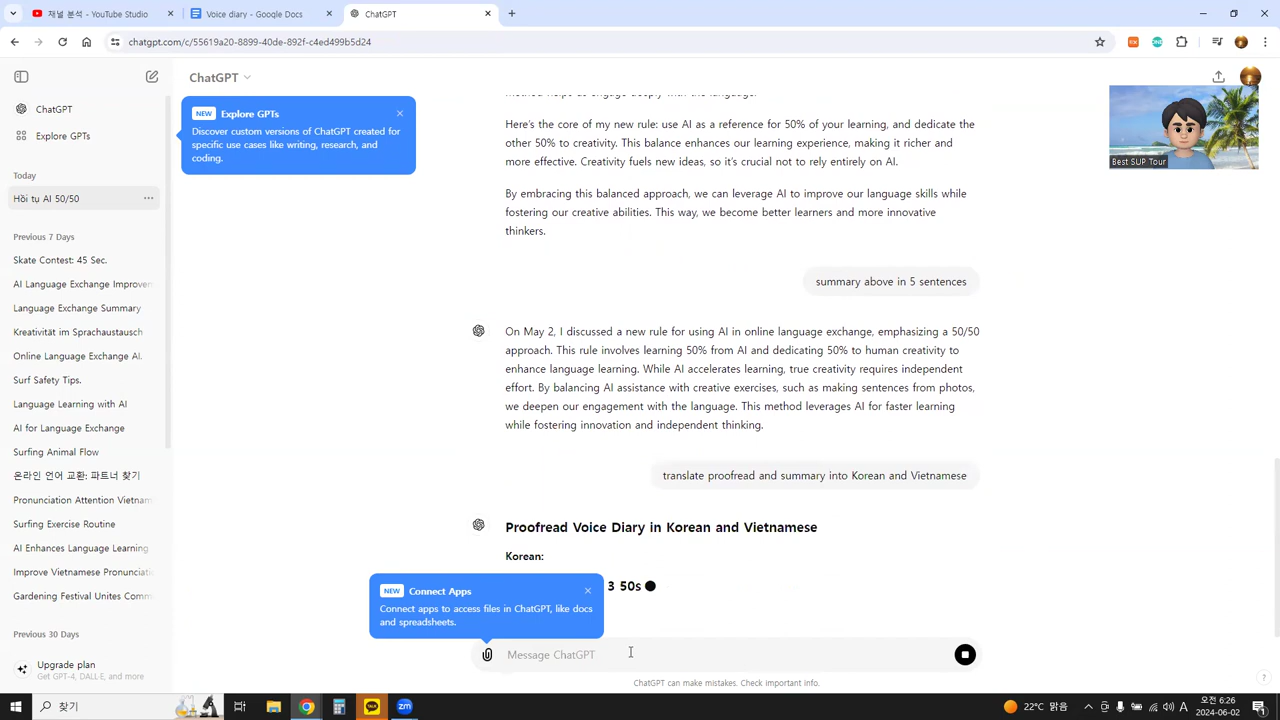 재널 분석 - YouTube Studio
Voice diary - Google Docs
ChatGPT
chatgpt.com/c/55619a20-8899-40de-892f-c4ed499b5d24
ChatGPT
Explore GPTs
Today
Hồi tụ AI 50/50
Previous 7 Days
Skate Contest: 45 Sec.
AI Language Exchange Improven
Language Exchange Summary
Kreativität im Sprachaustausch
Online Language Exchange AI.
Surf Safety Tips.
Language Learning with AI
AI for Language Exchange
Surfing Animal Flow
온라인 언어 교환: 파트너 찾기
Pronunciation Attention Vietnam
Surfing Exercise Routine
AI Enhances Language Learning
Improve Vietnamese Pronunciatio
Gardening Festival Unites Comm
Previous 30 Days
Upgrade plan
Get GPT-4, DALL·E, and more
ChatGPT
NEW Explore GPTs
Discover custom versions of ChatGPT created for
specific use cases like writing, research, and
coding.
method helps us engage deeply with the language.
Here's the core of my new rule: use AI as a reference for 50% of your learning, and dedicate the
other 50% to creativity. This balance enhances our learning experience, making it richer and
more effective. Creativity fuels new ideas, so it's crucial not to rely entirely on AI.
By embracing this balanced approach, we can leverage AI to improve our language skills while
fostering our creative abilities. This way, we become better learners and more innovative
thinkers.
summary above in 5 sentences
On May 2, I discussed a new rule for using AI in online language exchange, emphasizing a 50/50
approach. This rule involves learning 50% from AI and dedicating 50% to human creativity to
enhance language learning. While AI accelerates learning, true creativity requires independent
effort. By balancing AI assistance with creative exercises, such as making sentences from photos,
we deepen our engagement with the language. This method leverages AI for faster learning
while fostering innovation and independent thinking.
translate proofread and summary into Korean and Vietnamese
Proofread Voice Diary in Korean and Vietnamese
Korean:
3 50s
NEW Connect Apps
Connect apps to access files in ChatGPT, like docs
and spreadsheets.
Message ChatGPT
ChatGPT can make mistakes. Check important info.
Best SUP Tour
찾기
22°C 맑음
A
오전 6:26
2024-06-02